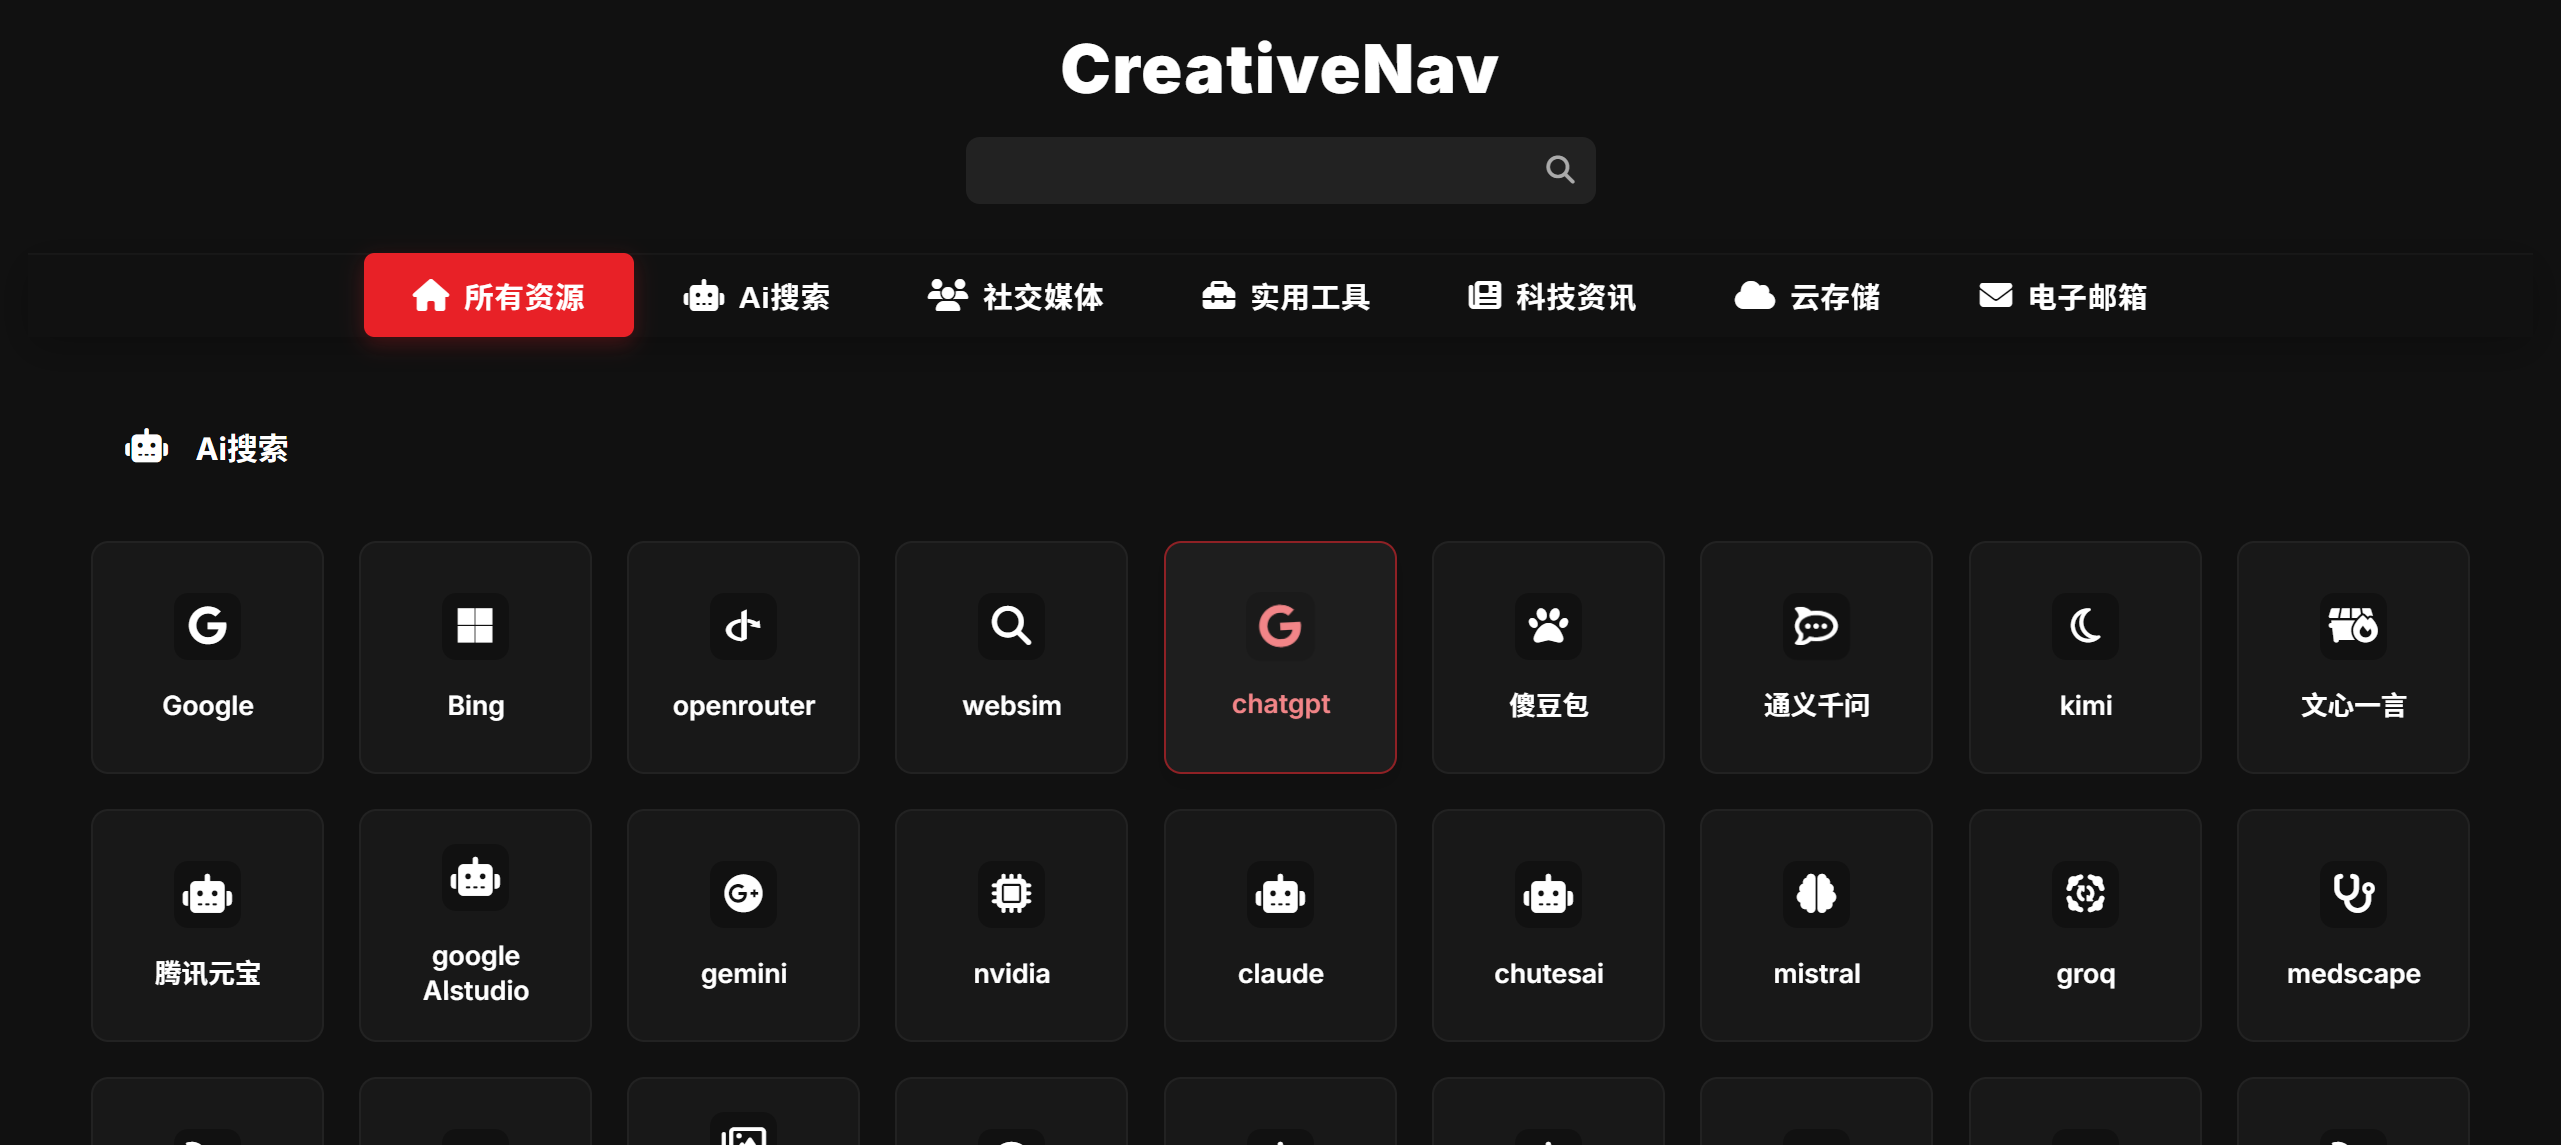 CreativeNav
所有资源
Ai搜索
社交媒体
实用工具
科技资讯
云存储
电子邮箱
Ai搜索
Google
Bing
openrouter
websim
chatgpt
傻豆包
通义千问
kimi
文心一言
腾讯元宝
google
AIstudio
gemini
nvidia
claude
chutesai
mistral
groq
medscape